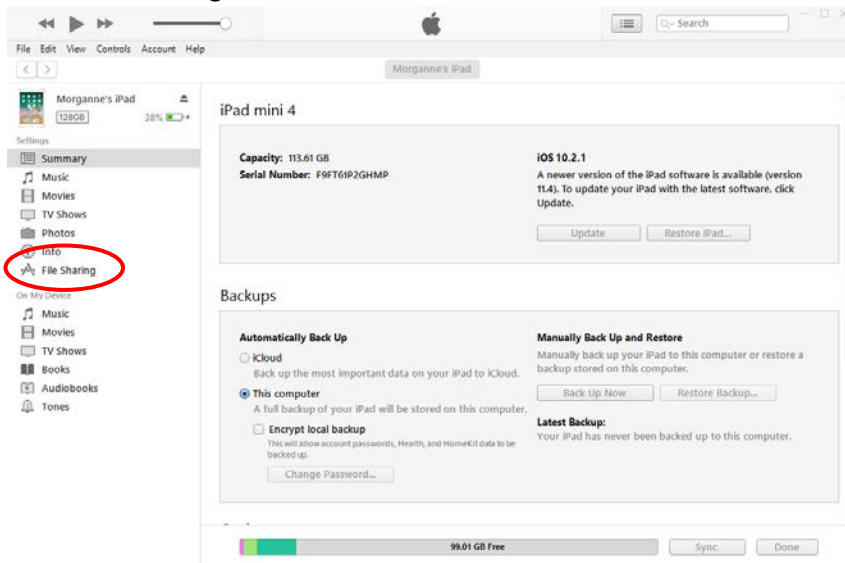 Search
File Edit View Controls Account Help
Morganne's iPad
Morganne's iPad
128GB 38%
Settings
Summary
Music
Movies
TV Shows
Photos
Info
File Sharing
On My Device
Music
Movies
TV Shows
Books
Audiobooks
Tones
iPad mini 4
Capacity: 113.61 GB
Serial Number: F9FT61P2GHMP
iOS 10.2.1
A newer version of the iPad software is available (version
11.4). To update your iPad with the latest software, click
Update.
Update Restore iPad...
Backups
Automatically Back Up
iCloud
Back up the most important data on your iPad to iCloud.
This computer
A full backup of your iPad will be stored on this computer.
Encrypt local backup
This will allow account passwords, Health, and HomeKit data to be
backed up.
Change Password...
Manually Back Up and Restore
Manually back up your iPad to this computer or restore a
backup stored on this computer.
Back Up Now Restore Backup...
Latest Backup:
Your iPad has never been backed up to this computer.
99.01 GB Free
Sync Done